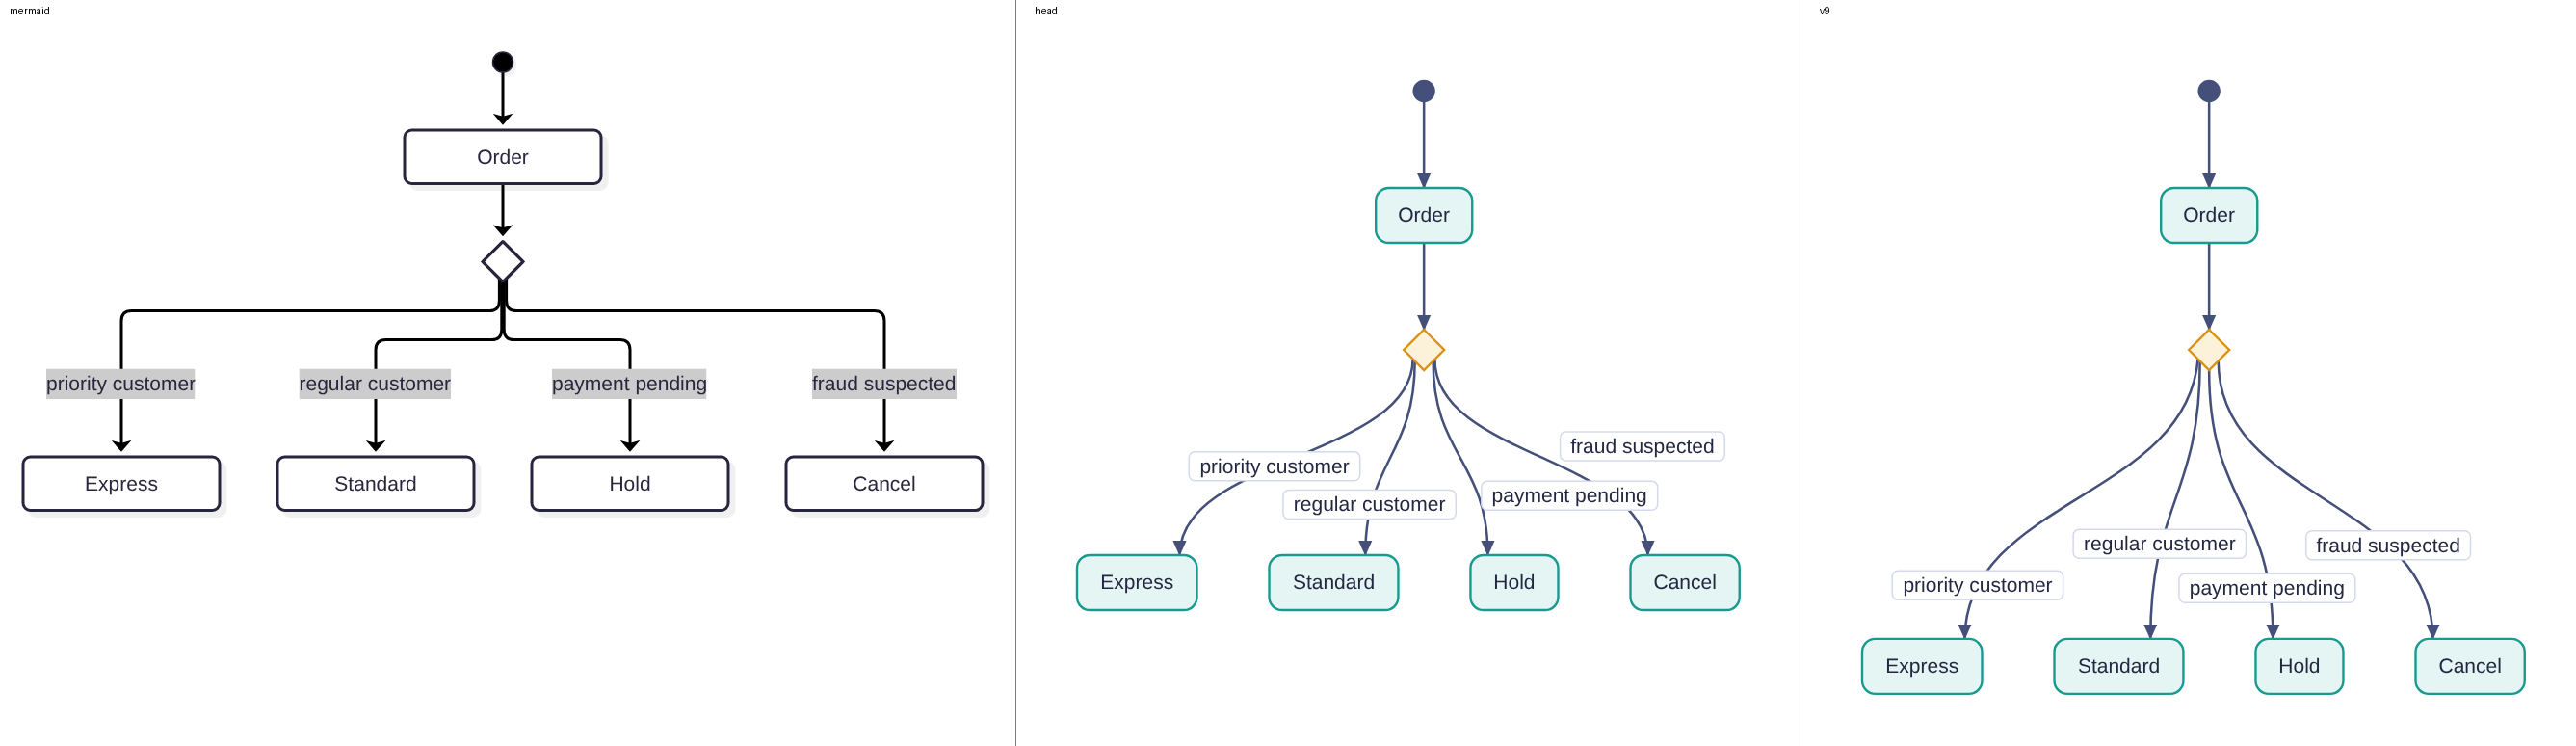 mermaid
Order
priority customer
regular customer
payment pending
fraud suspected
Express
Standard
Hold
Cancel
head
Order
fraud suspected
priority customer
payment pending
regular customer
Express
Standard
Hold
Cancel
v9
Order
regular customer
fraud suspected
priority customer
payment pending
Express
Standard
Hold
Cancel